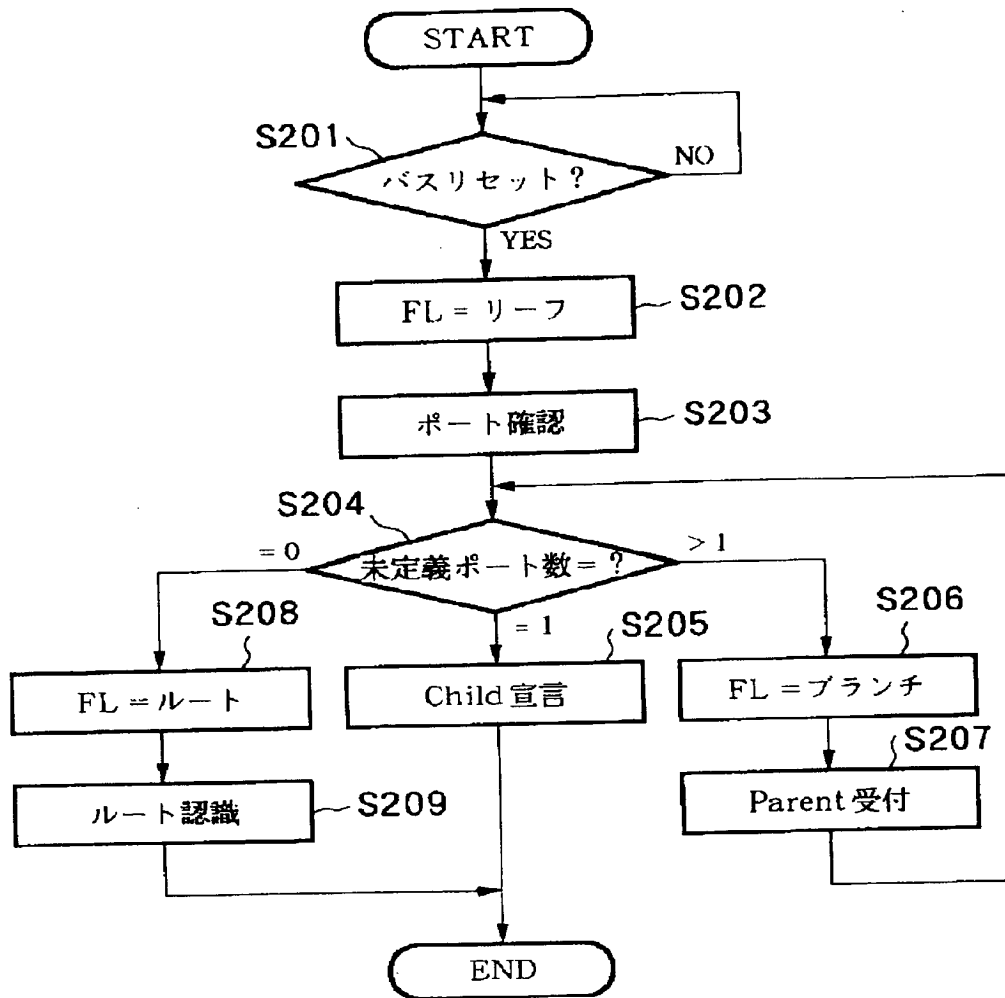 START
S201
バスリセット?
NO
YES
FL = リーフ
S202
ポート確認
S203
S204
= 0
未定義ポート数 = ?
> 1
= 1
S208
S205
S206
FL = ルート
Child 宣言
FL = ブランチ
S207
ルート認識
S209
Parent 受付
END